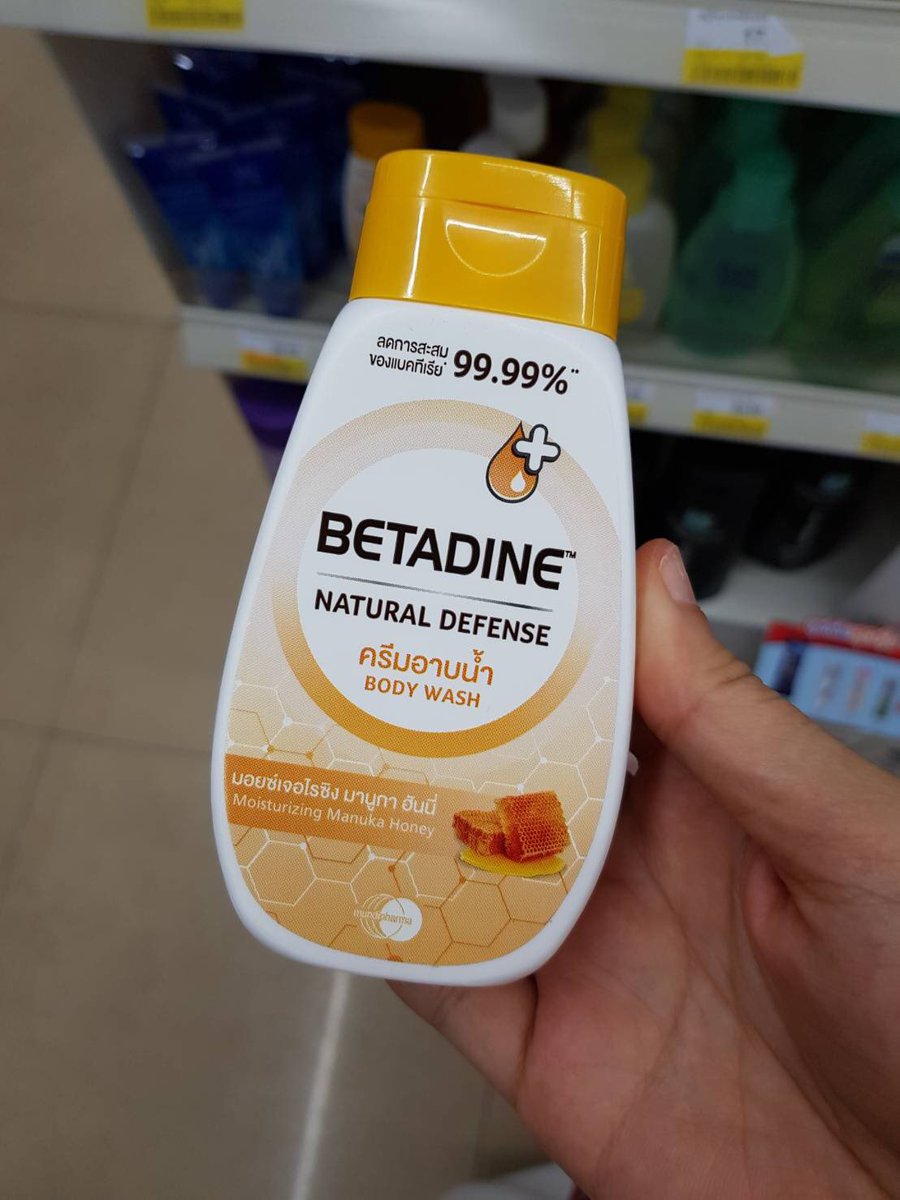 ลดการสะสม
ของแบคทีเรีย* 99.99%**
BETADINE™
NATURAL DEFENSE
ครีมอาบน้ำ
BODY WASH
มอยซ์เจอไรซิง มานูกา ฮันนี่
Moisturizing Manuka Honey
mundipharma